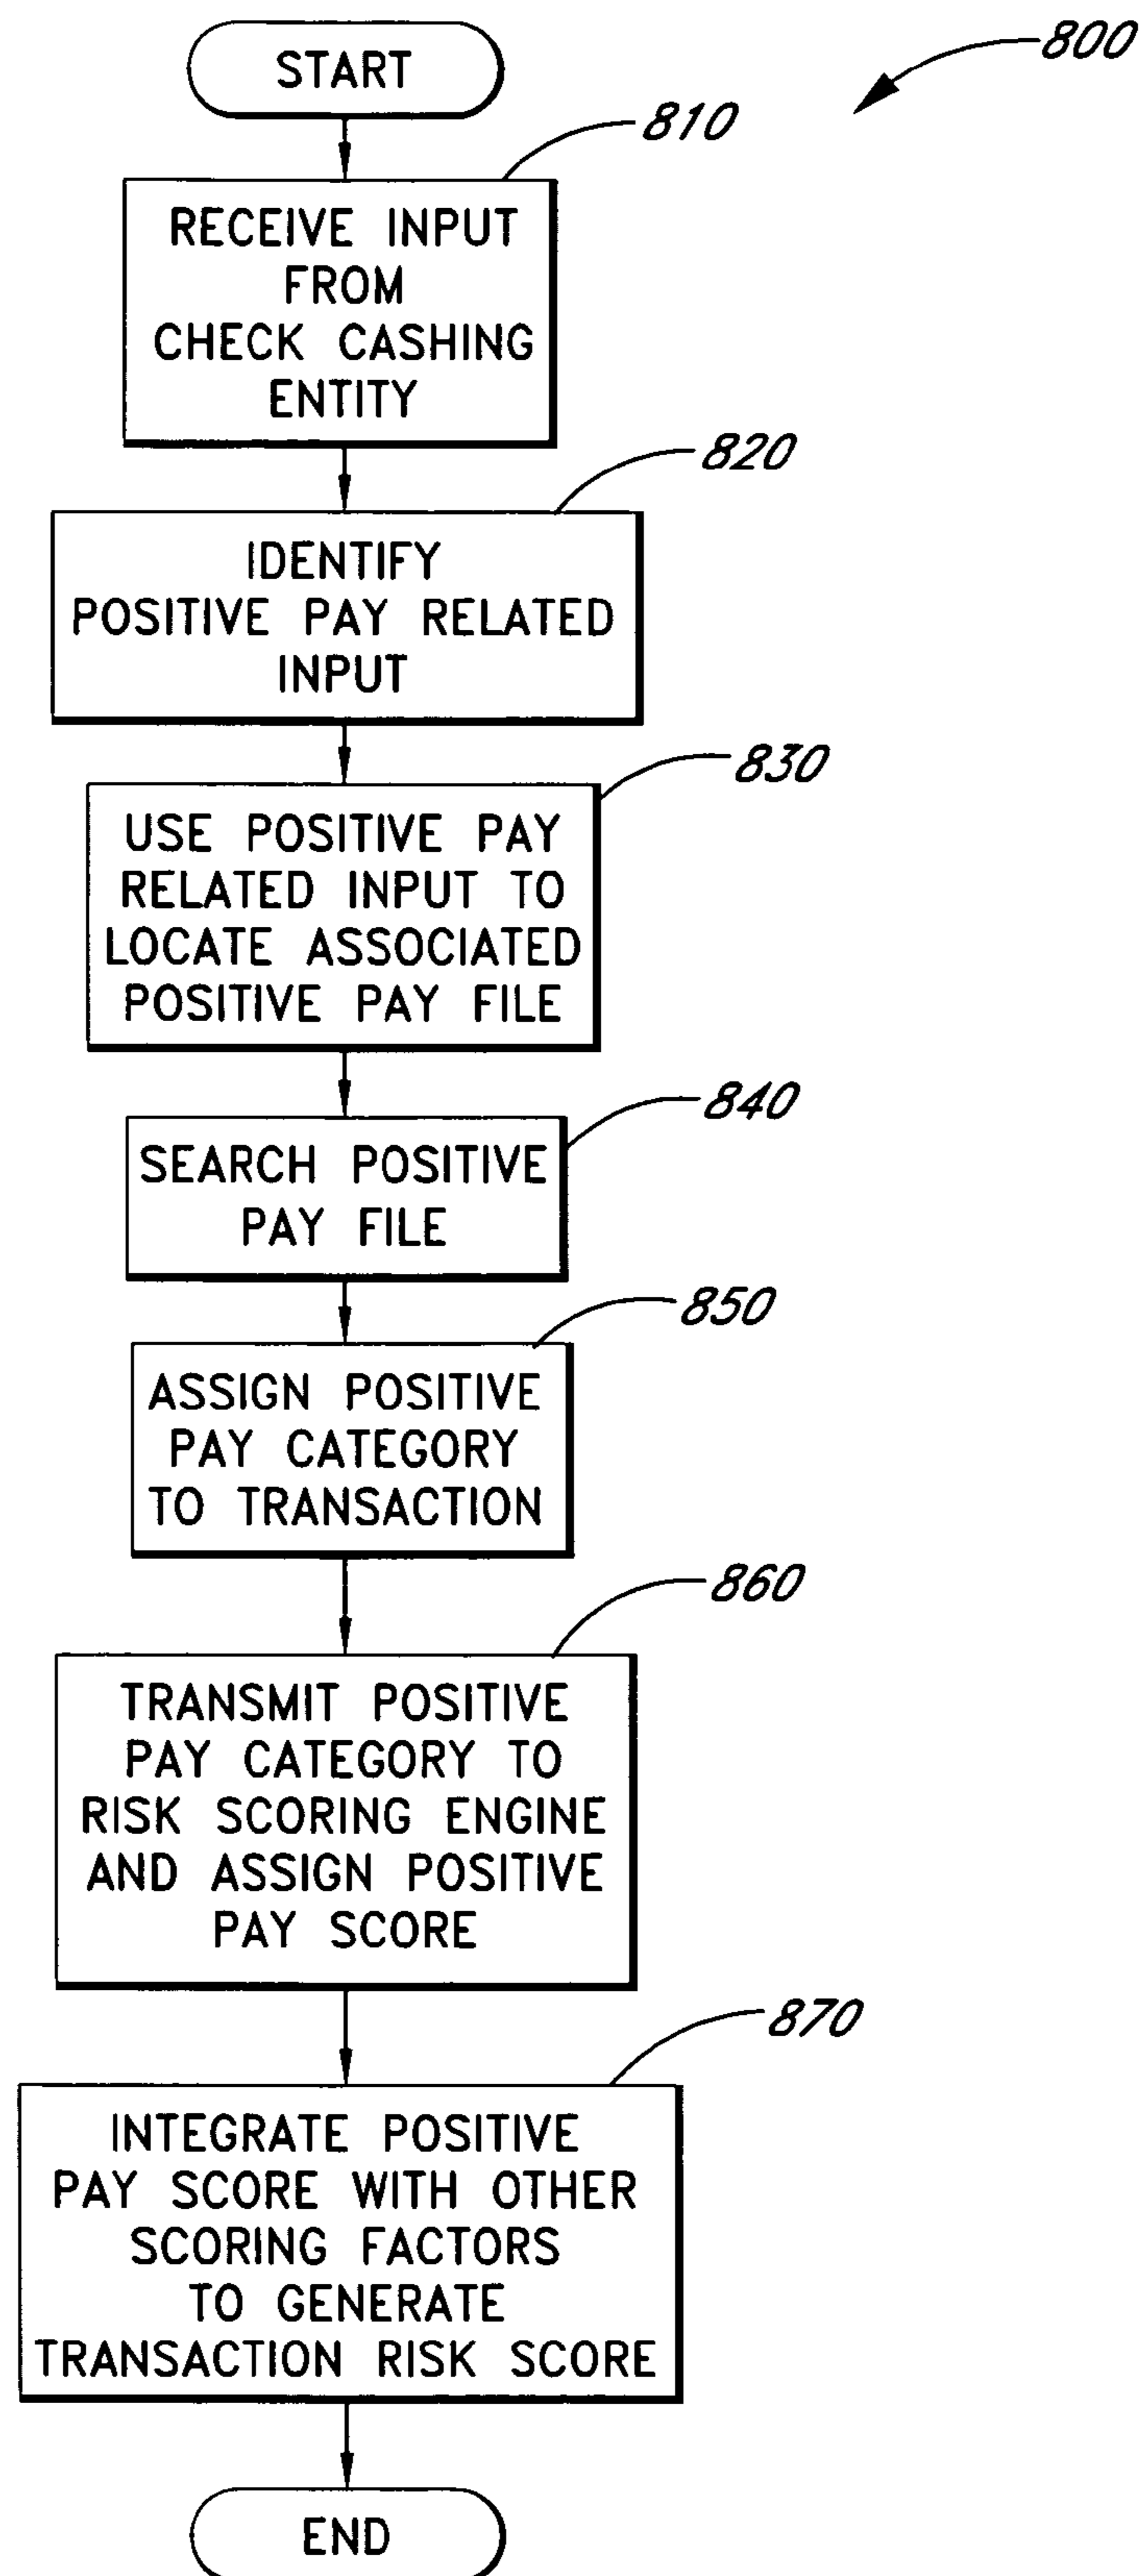 START
800
810
RECEIVE INPUT
FROM
CHECK CASHING
ENTITY
820
IDENTIFY
POSITIVE PAY RELATED
INPUT
830
USE POSITIVE PAY
RELATED INPUT TO
LOCATE ASSOCIATED
POSITIVE PAY FILE
840
SEARCH POSITIVE
PAY FILE
850
ASSIGN POSITIVE
PAY CATEGORY
TO TRANSACTION
860
TRANSMIT POSITIVE
PAY CATEGORY TO
RISK SCORING ENGINE
AND ASSIGN POSITIVE
PAY SCORE
870
INTEGRATE POSITIVE
PAY SCORE WITH OTHER
SCORING FACTORS
TO GENERATE
TRANSACTION RISK SCORE
END